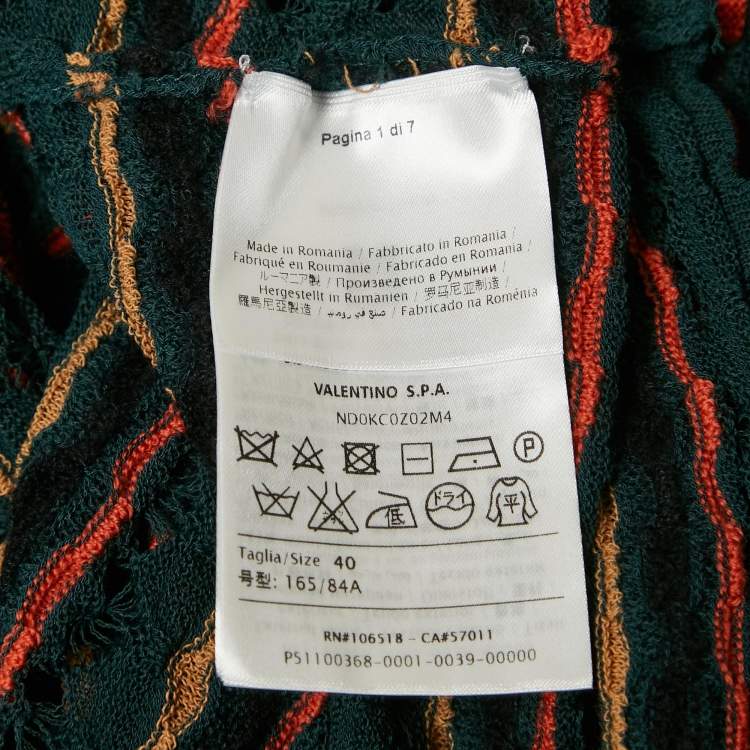 Pagina 1 di 7
Made in Romania / Fabbricato in Romania /
Fabriqué en Roumanie / Fabricado en Romania /
ルーマニア製 / Произведено в Румынии /
Hergestellt in Rumanien / 罗马尼亚制造 /
羅馬尼亞製造 / صنع في رومانيا / Fabricado na Roménia
VALENTINO S.P.A.
ND0KC0Z02M4
P
低 ドライ 平
Taglia/Size 40
号型: 165/84A
RN#106518 - CA#57011
P51100368-0001-0039-00000